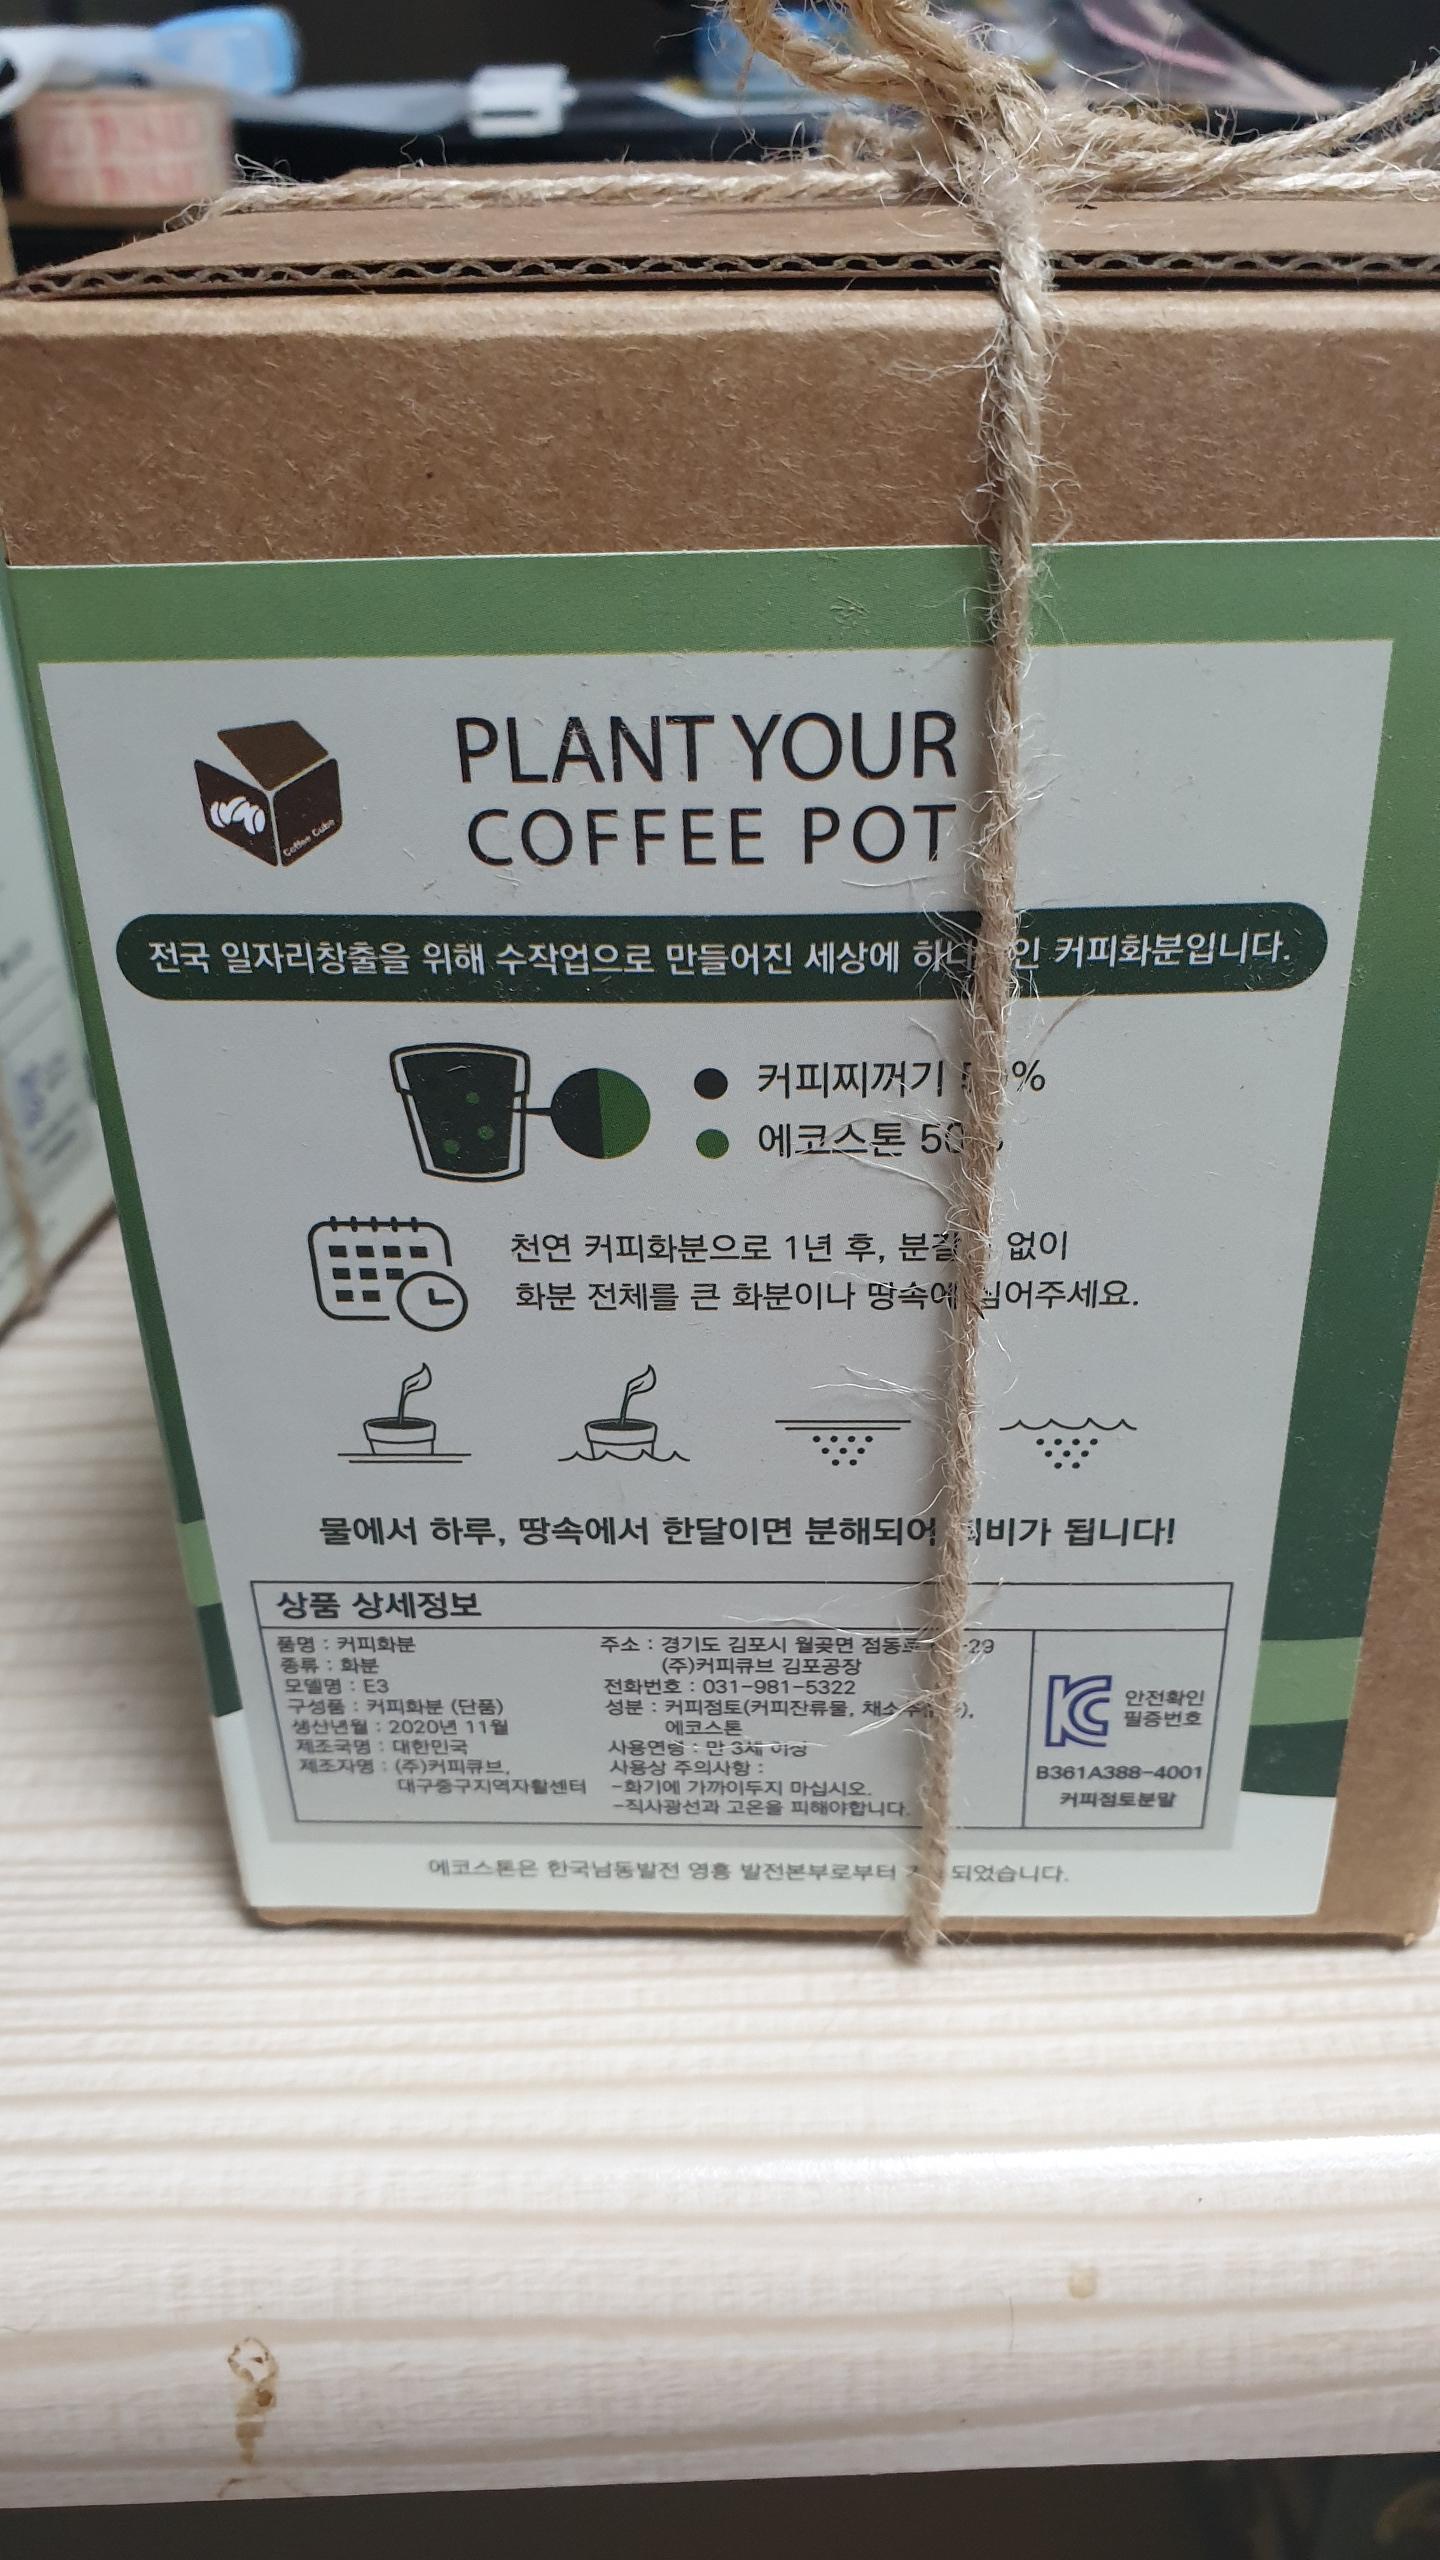 Coffee Cube
PLANT YOUR
COFFEE POT
전국 일자리창출을 위해 수작업으로 만들어진 세상에 커피화분입니다.
커피찌꺼기
에코스톤
천연 커피화분으로 1년 후, 없이
화분 전체를 큰 화분이나 땅속에 심어주세요.
물에서 하루, 땅속에서 한달이면 분해되어 됩니다!
상품 상세정보
품명 : 커피화분
종류 : 화분
모델명 : E3
구성품 : 커피화분 (단품)
생산년월 : 2020년 11월
제조국명 : 대한민국
제조자명 : (주)커피큐브,
대구중구지역자활센터
주소 : 경기도 김포시 월곶면
(주)커피큐브 김포공장
전화번호 : 031-981-5322
성분 : 커피점토(커피잔류물,
에코스톤
사용연령 : 만 3세 이상
사용상 주의사항 :
-화기에 가까이두지 마십시오.
-직사광선과 고온을 피해야합니다.
안전확인
필증번호
B361A388-4001
커피점토분말
에코스톤은 한국남동발전 영흥 발전본부로부터 되었습니다.